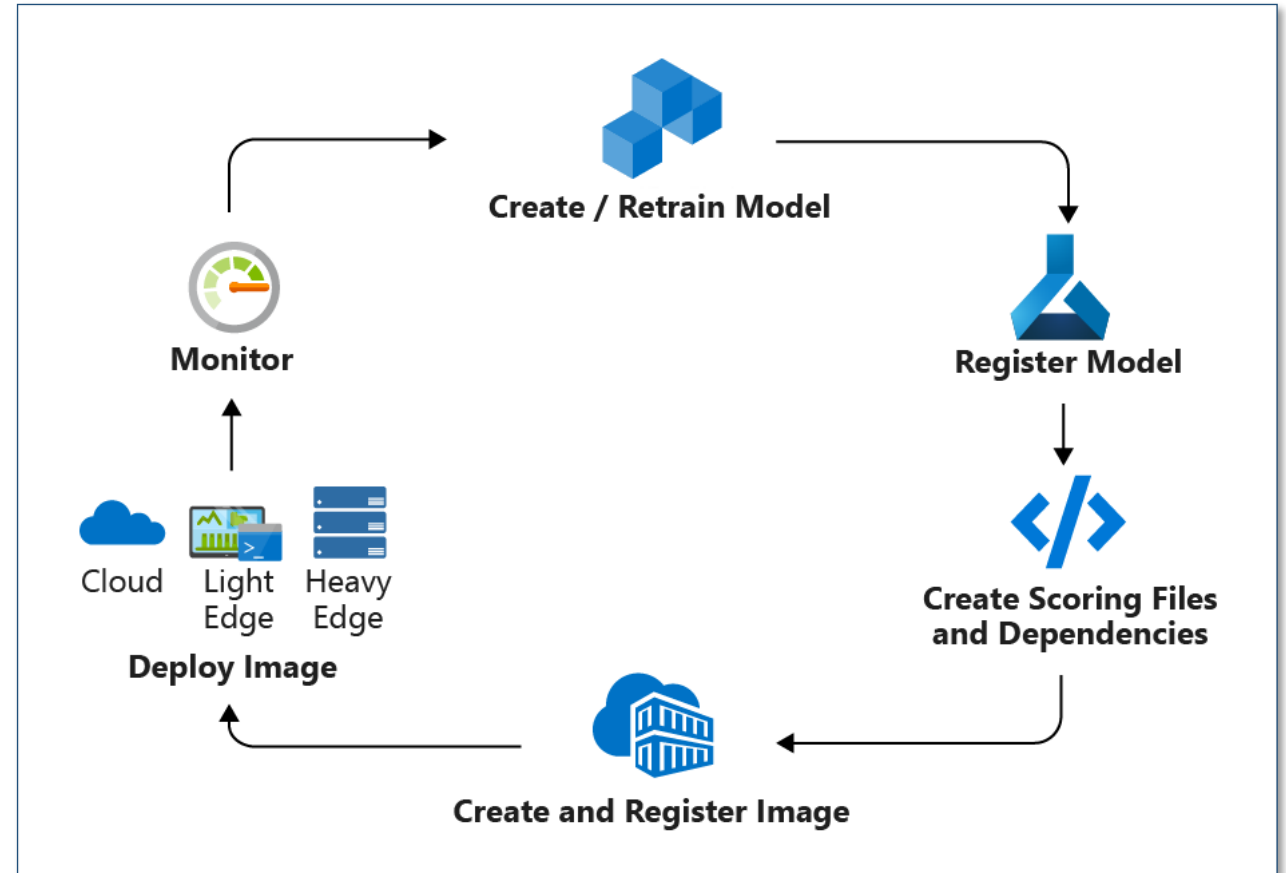 Create / Retrain Model
Register Model
Create Scoring Files
and Dependencies
Create and Register Image
Cloud
Light
Edge
Heavy
Edge
Deploy Image
Monitor